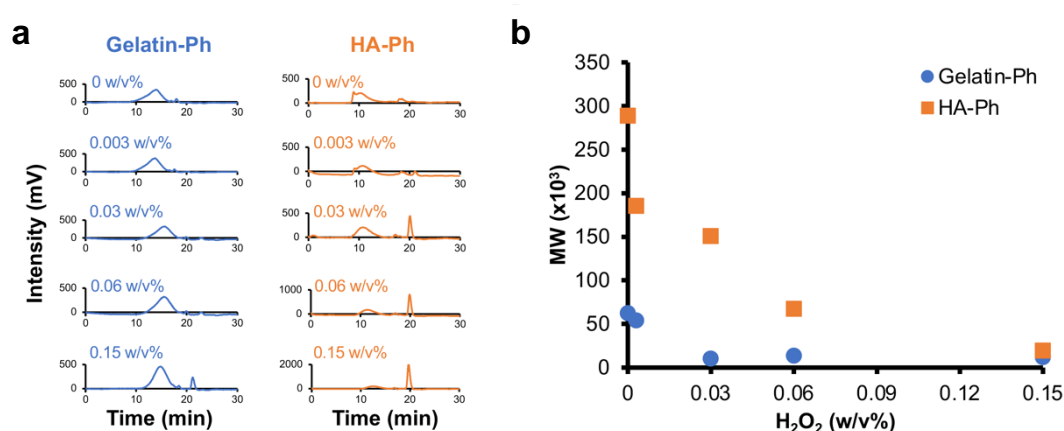 a
Gelatin-Ph
HA-Ph
Intensity (mV)
0 w/v%
500
0
0 10 20 30
0 w/v%
500
0
0 10 20 30
0.003 w/v%
500
0
0 10 20 30
0.003 w/v%
500
0
0 10 20 30
0.03 w/v%
500
0
0 10 20 30
0.03 w/v%
500
0
0 10 20 30
0.06 w/v%
500
0
0 10 20 30
0.06 w/v%
1000
0
0 10 20 30
0.15 w/v%
500
0
0 10 20 30
0.15 w/v%
2000
0
0 10 20 30
Time (min)
Time (min)
b
MW (x10³)
350
300
250
200
150
100
50
0
0 0.03 0.06 0.09 0.12 0.15
H₂O₂ (w/v%)
Gelatin-Ph
HA-Ph